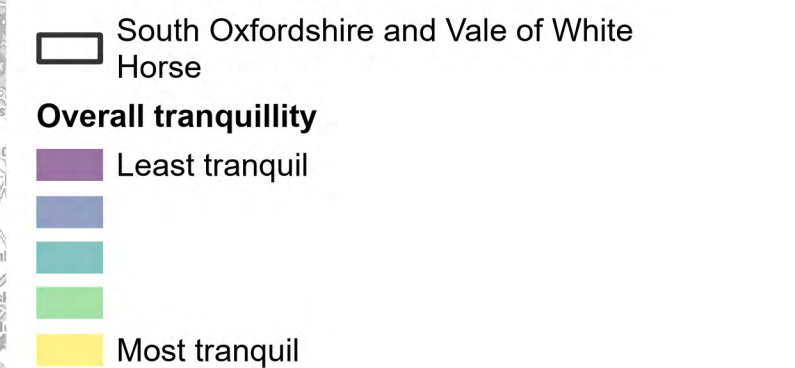 South Oxfordshire and Vale of White
Horse
Overall tranquillity
Least tranquil
Most tranquil